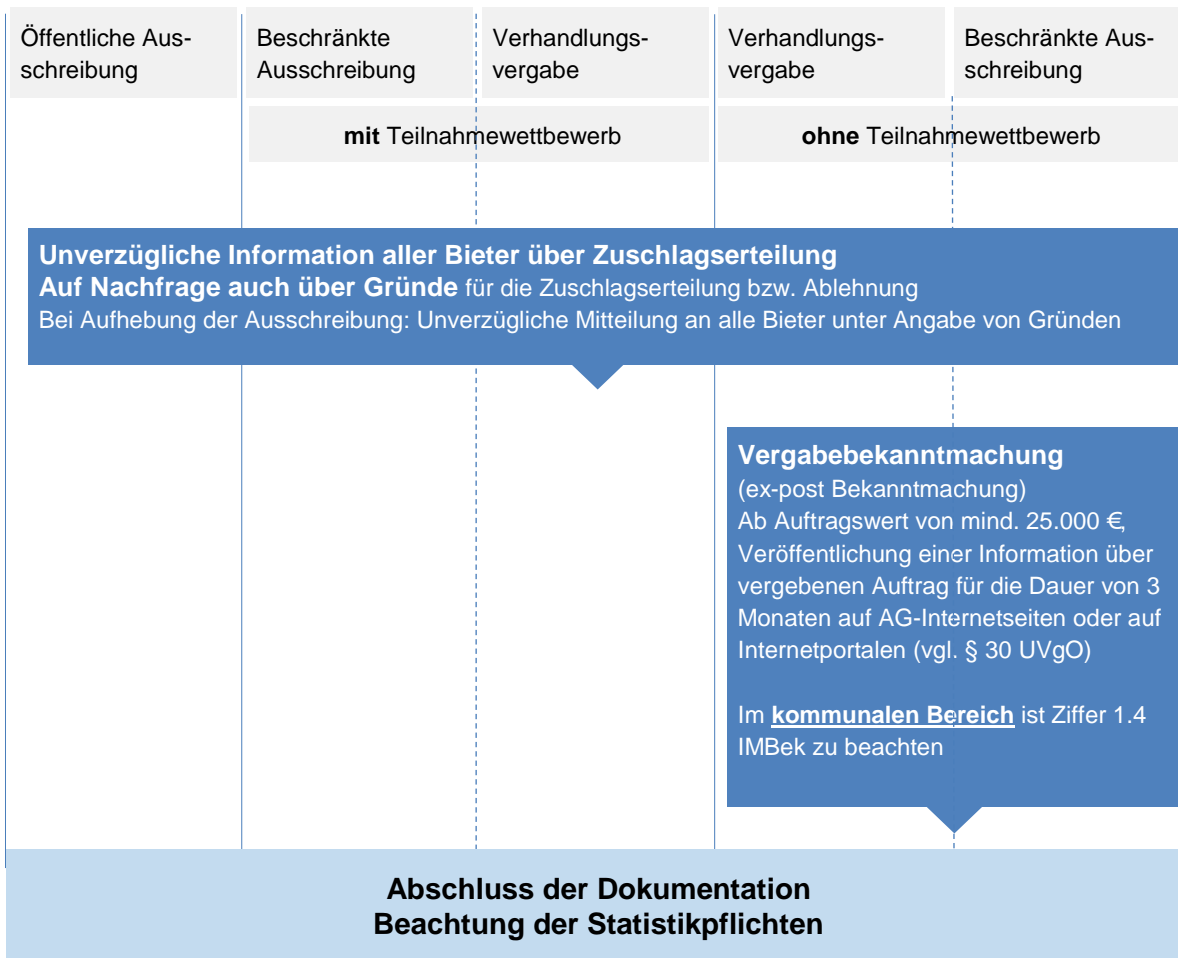 Öffentliche Aus-
schreibung
Beschränkte
Ausschreibung
Verhandlungs-
vergabe
Verhandlungs-
vergabe
Beschränkte Aus-
schreibung
mit Teilnahmewettbewerb
ohne Teilnahmewettbewerb
Unverzügliche Information aller Bieter über Zuschlagserteilung
Auf Nachfrage auch über Gründe für die Zuschlagserteilung bzw. Ablehnung
Bei Aufhebung der Ausschreibung: Unverzügliche Mitteilung an alle Bieter unter Angabe von Gründen
Vergabebekanntmachung
(ex-post Bekanntmachung)
Ab Auftragswert von mind. 25.000 €,
Veröffentlichung einer Information über
vergebenen Auftrag für die Dauer von 3
Monaten auf AG-Internetseiten oder auf
Internetportalen (vgl. § 30 UVgO)
Im kommunalen Bereich ist Ziffer 1.4
IMBek zu beachten
Abschluss der Dokumentation
Beachtung der Statistikpflichten